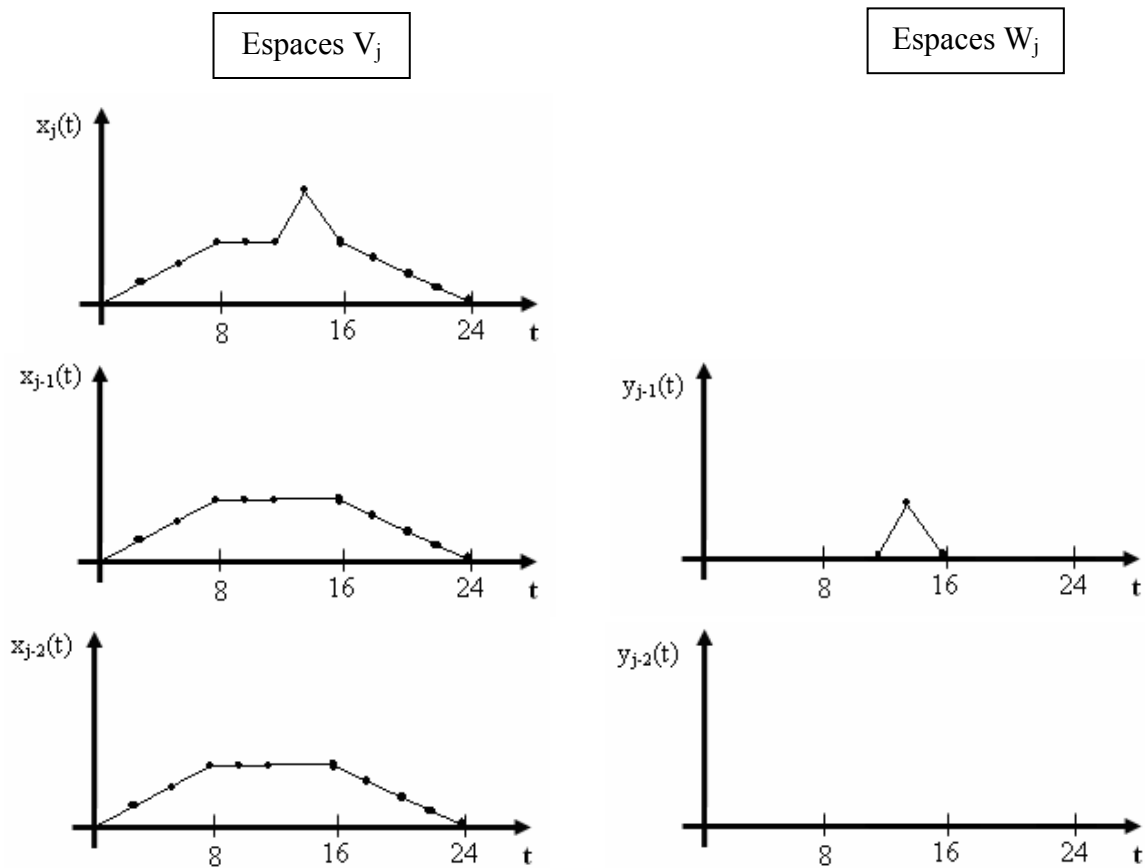 Espaces Vj
Espaces Wj
xj(t)
8 16 24 t
xj-1(t)
8 16 24 t
yj-1(t)
8 16 24 t
xj-2(t)
8 16 24 t
yj-2(t)
8 16 24 t